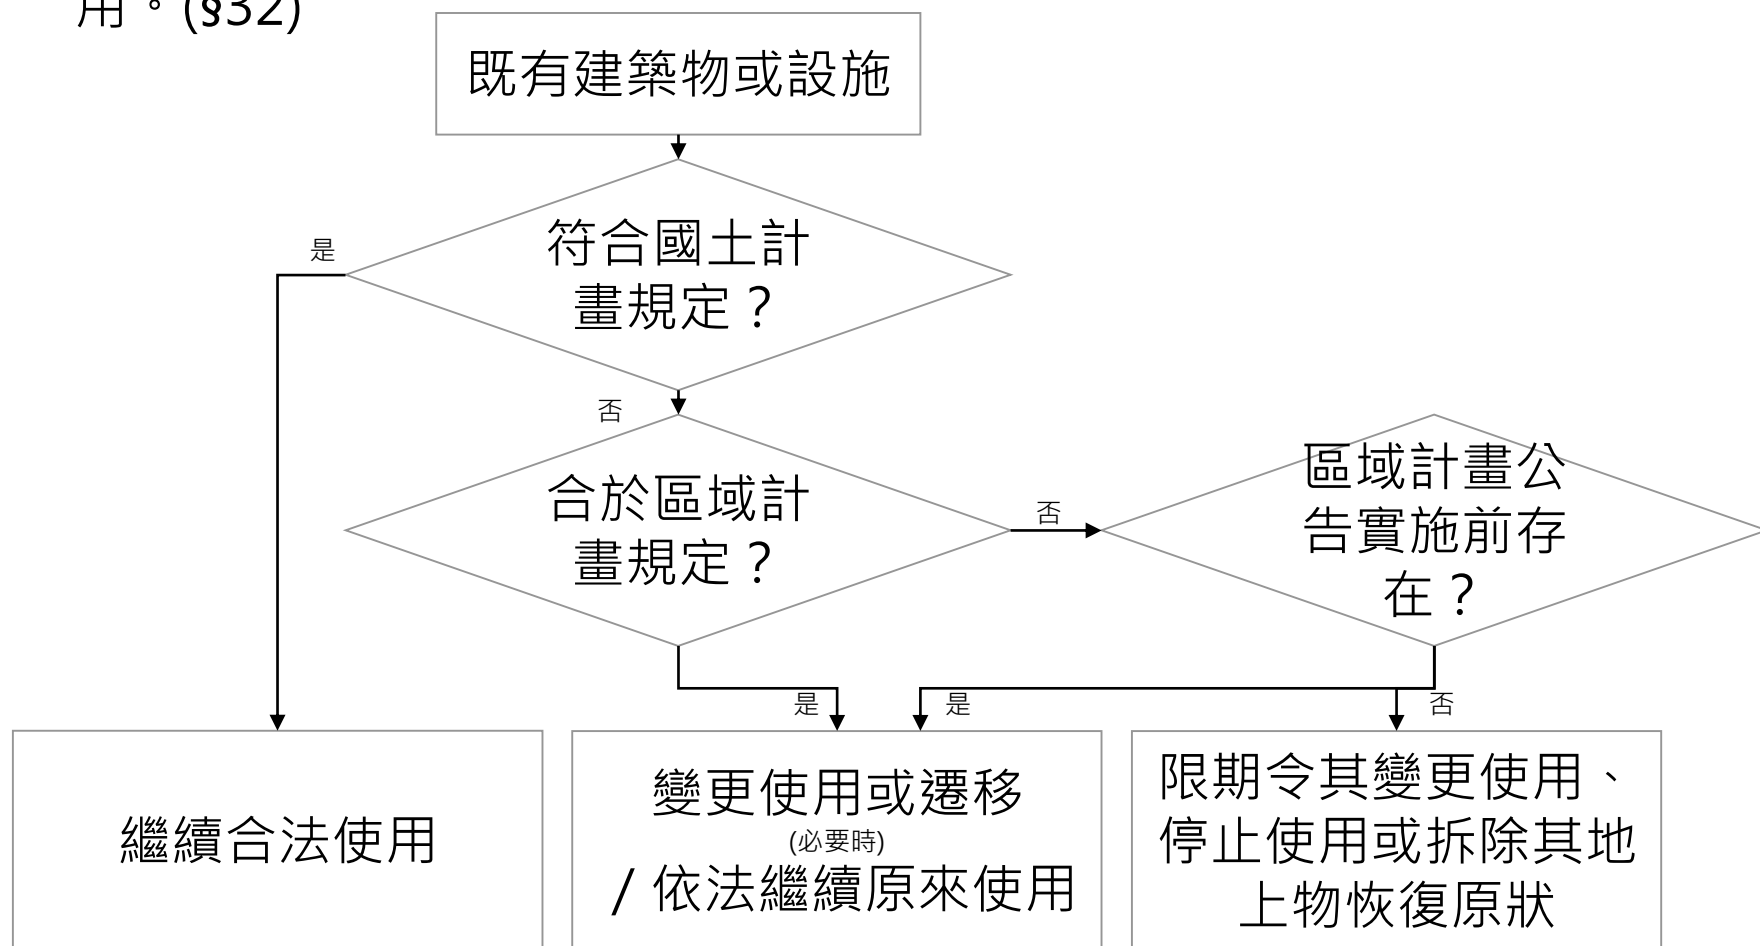 用。(§32)
既有建築物或設施
符合國土計
畫規定？
是
否
合於區域計
畫規定？
否
區域計畫公
告實施前存
在？
是
是
否
繼續合法使用
變更使用或遷移
(必要時)
/ 依法繼續原來使用
限期令其變更使用、
停止使用或拆除其地
上物恢復原狀